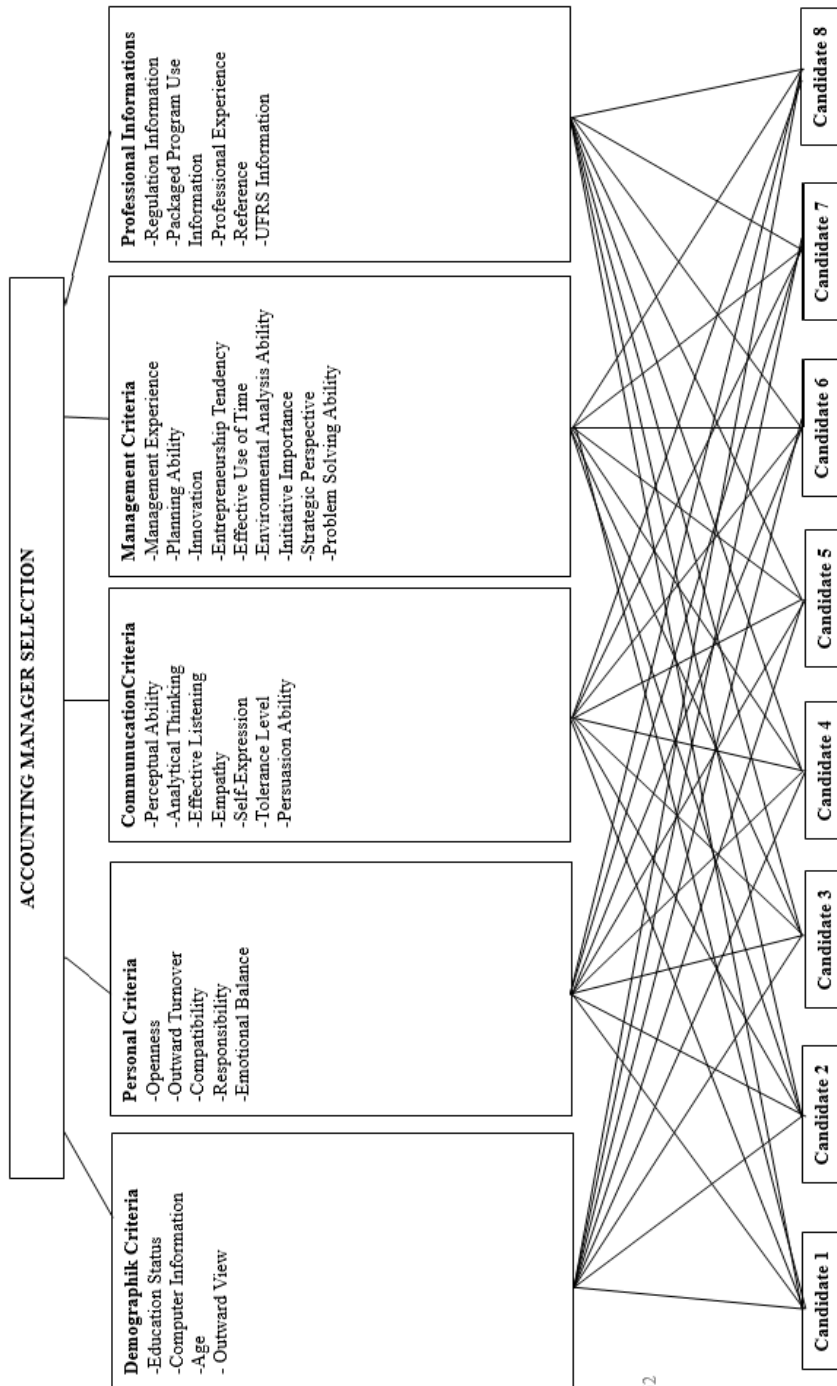 ACCOUNTING MANAGER SELECTION
Demographik Criteria
-Education Status
-Computer Information
-Age
- Outward View
Personal Criteria
-Openness
-Outward Turnover
-Compatibility
-Responsibility
-Emotional Balance
CommunucationCriteria
-Perceptual Ability
-Analytical Thinking
-Effective Listening
-Empathy
-Self-Expression
-Tolerance Level
-Persuasion Ability
Management Criteria
-Management Experience
-Planning Ability
-Innovation
-Entrepreneurship Tendency
-Effective Use of Time
-Environmental Analysis Ability
-Initiative Importance
-Strategic Perspective
-Problem Solving Ability
Professional Informations
-Regulation Information
-Packaged Program Use
Information
-Professional Experience
-Reference
-UFRS Information
2
Candidate 1
Candidate 2
Candidate 3
Candidate 4
Candidate 5
Candidate 6
Candidate 7
Candidate 8